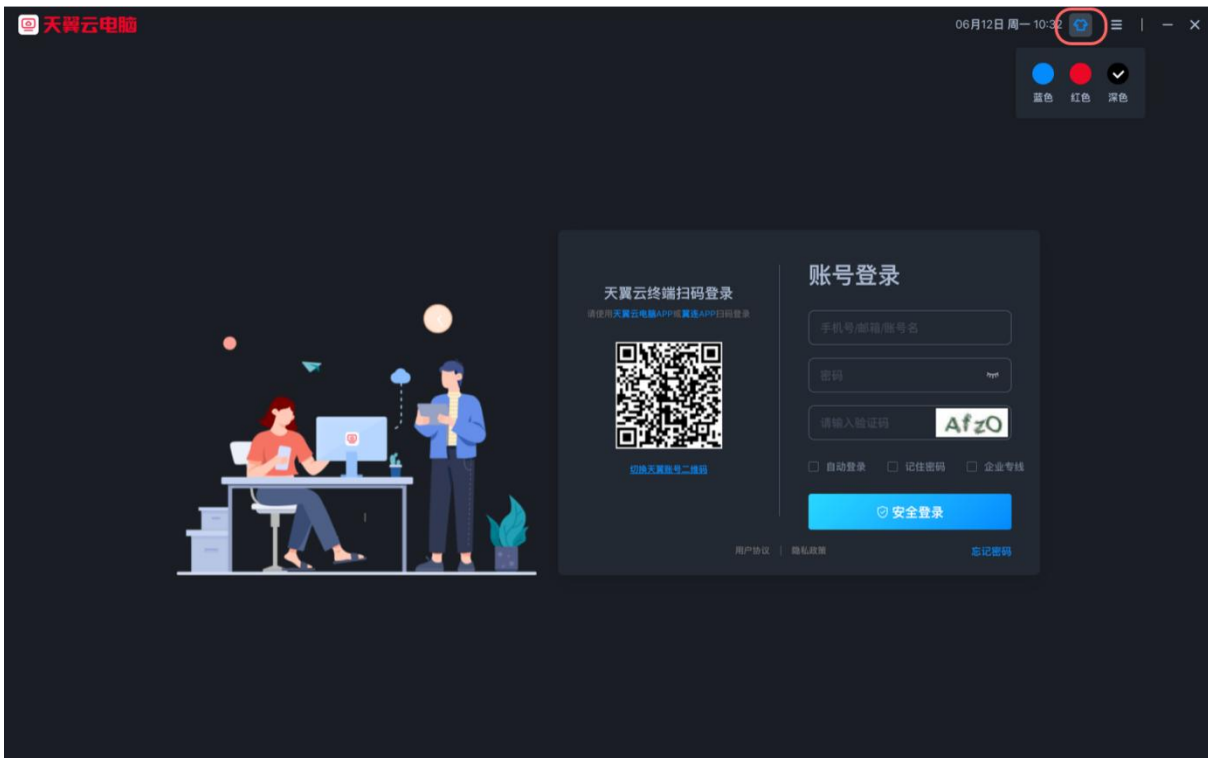 天翼云电脑
06月12日 周一 10:32
蓝色 红色 深色
天翼云终端扫码登录
请使用天翼云电脑APP或翼连APP扫码登录
切换天翼账号二维码
账号登录
手机号/邮箱/账号名
密码
请输入验证码
AfzO
自动登录 记住密码 企业专线
安全登录
用户协议 | 隐私政策
忘记密码